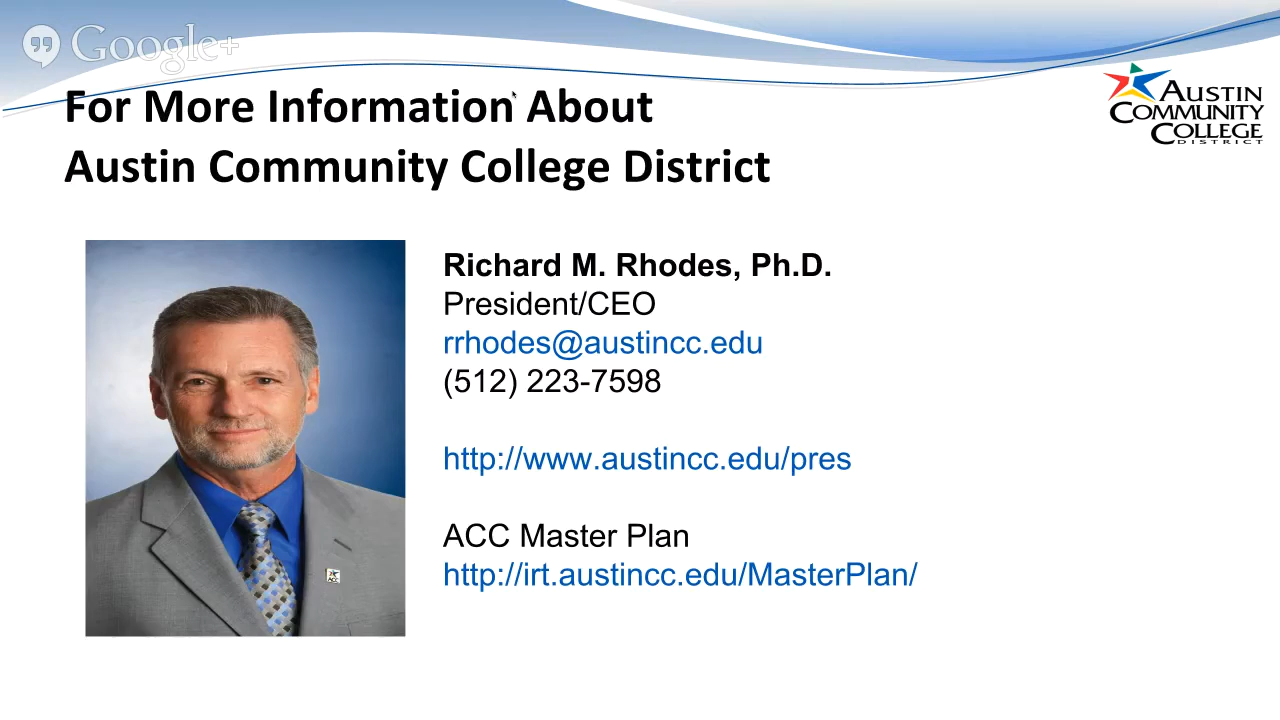 Google+
For More Information About
Austin Community College District
AUSTIN
COMMUNITY
COLLEGE
DISTRICT
Richard M. Rhodes, Ph.D.
President/CEO
rrhodes@austincc.edu
(512) 223-7598
http://www.austincc.edu/pres
ACC Master Plan
http://irt.austincc.edu/MasterPlan/